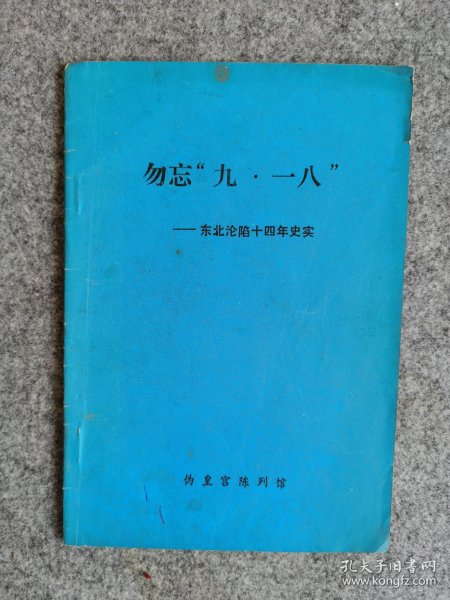 勿忘“九·一八”
——东北沦陷十四年史实
伪皇宫陈列馆
孔夫子旧书网
www.kongfz.com